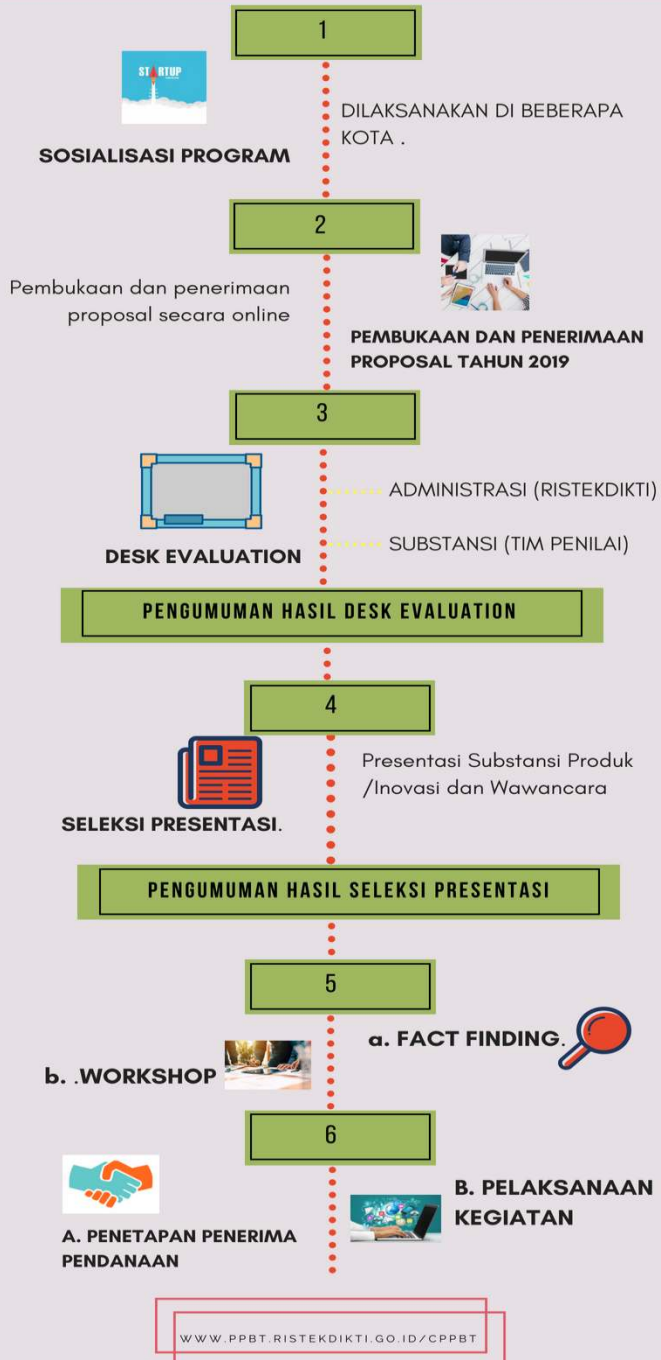 1
STARTUP
DILAKSANAKAN DI BEBERAPA
KOTA .
SOSIALISASI PROGRAM
2
Pembukaan dan penerimaan
proposal secara online
PEMBUKAAN DAN PENERIMAAN
PROPOSAL TAHUN 2019
3
ADMINISTRASI (RISTEKDIKTI)
SUBSTANSI (TIM PENILAI)
DESK EVALUATION
PENGUMUMAN HASIL DESK EVALUATION
4
Presentasi Substansi Produk
/Inovasi dan Wawancara
SELEKSI PRESENTASI.
PENGUMUMAN HASIL SELEKSI PRESENTASI
5
a. FACT FINDING.
b. .WORKSHOP
6
B. PELAKSANAAN
KEGIATAN
A. PENETAPAN PENERIMA
PENDANAAN
WWW.PPBT.RISTEKDIKTI.GO.ID/CPPBT